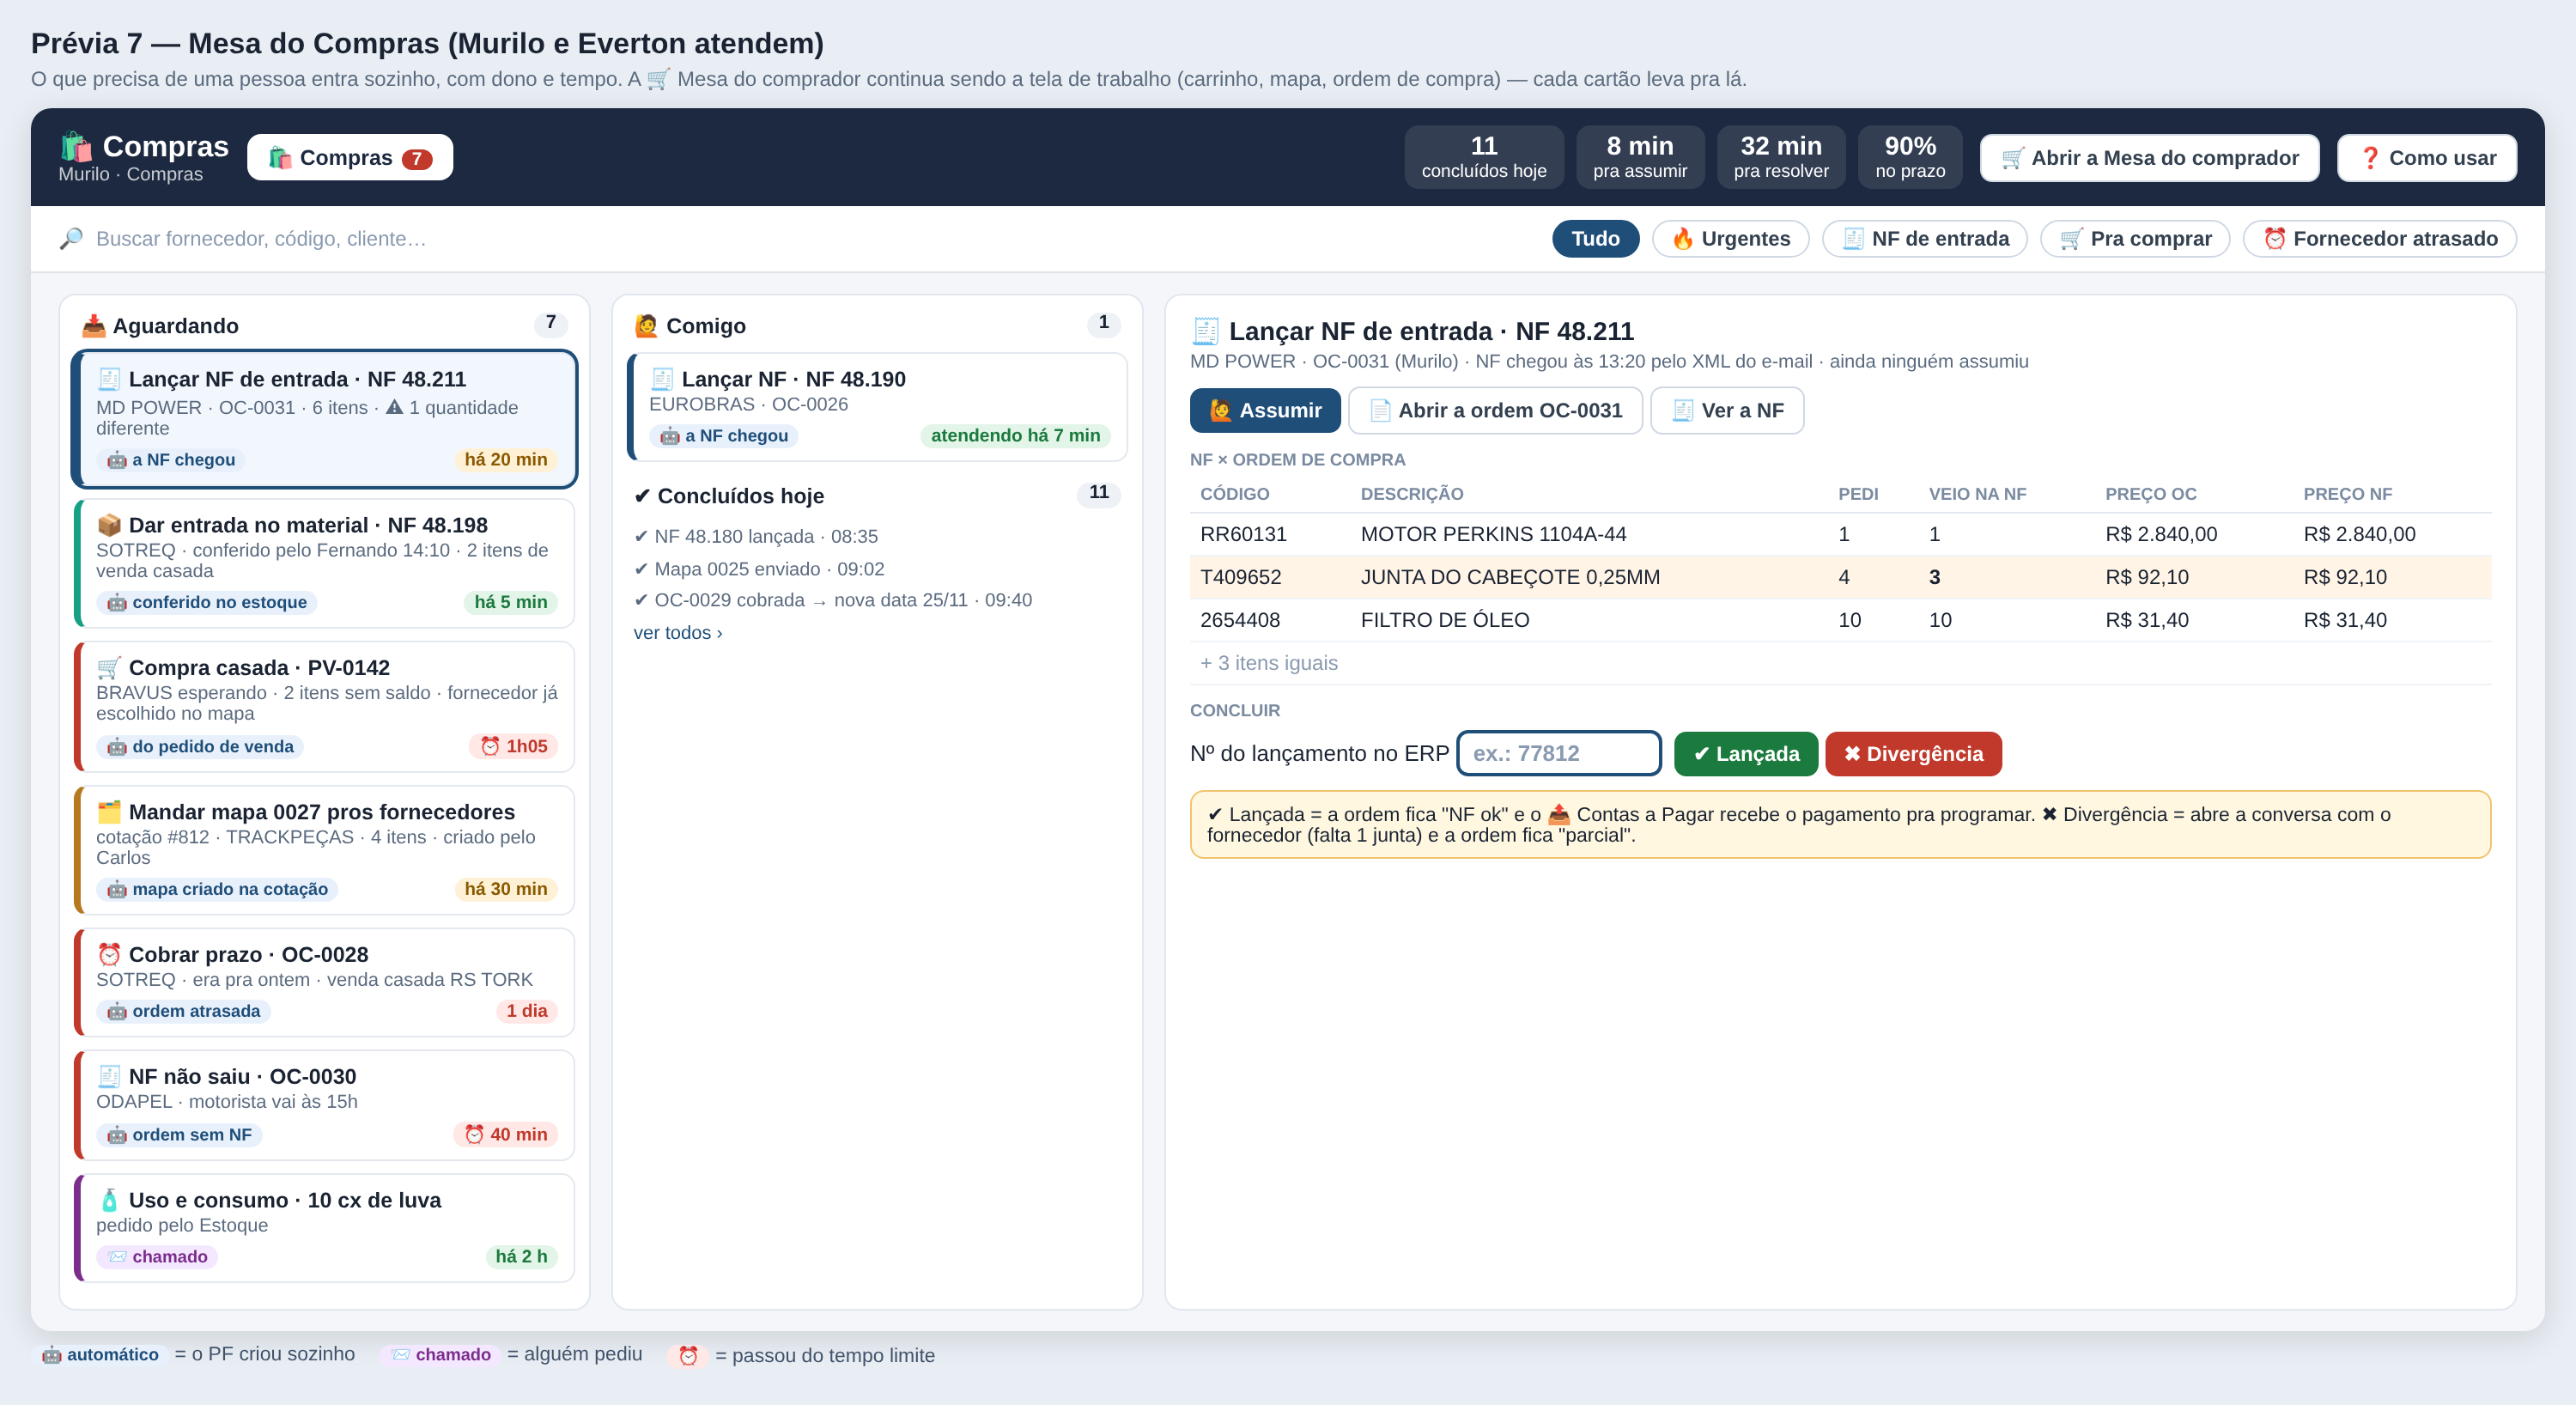 Prévia 7 — Mesa do Compras (Murilo e Everton atendem)
O que precisa de uma pessoa entra sozinho, com dono e tempo. A 🛒 Mesa do comprador continua sendo a tela de trabalho (carrinho, mapa, ordem de compra) — cada cartão leva pra lá.
🛍️ Compras
Murilo · Compras
🛍️ Compras 7
11
concluídos hoje
8 min
pra assumir
32 min
pra resolver
90%
no prazo
🛒 Abrir a Mesa do comprador
❓ Como usar
🔎 Buscar fornecedor, código, cliente…
Tudo
🔥 Urgentes
🧾 NF de entrada
🛒 Pra comprar
⏰ Fornecedor atrasado
📥 Aguardando 7
🧾 Lançar NF de entrada · NF 48.211
MD POWER · OC-0031 · 6 itens · ⚠ 1 quantidade
diferente
🤖 a NF chegou há 20 min
📦 Dar entrada no material · NF 48.198
SOTREQ · conferido pelo Fernando 14:10 · 2 itens de
venda casada
🤖 conferido no estoque há 5 min
🛒 Compra casada · PV-0142
BRAVUS esperando · 2 itens sem saldo · fornecedor já
escolhido no mapa
🤖 do pedido de venda ⏰ 1h05
🗂️ Mandar mapa 0027 pros fornecedores
cotação #812 · TRACKPEÇAS · 4 itens · criado pelo
Carlos
🤖 mapa criado na cotação há 30 min
⏰ Cobrar prazo · OC-0028
SOTREQ · era pra ontem · venda casada RS TORK
🤖 ordem atrasada 1 dia
🧾 NF não saiu · OC-0030
ODAPEL · motorista vai às 15h
🤖 ordem sem NF ⏰ 40 min
🧴 Uso e consumo · 10 cx de luva
pedido pelo Estoque
📨 chamado há 2 h
🙋 Comigo 1
🧾 Lançar NF · NF 48.190
EUROBRAS · OC-0026
🤖 a NF chegou atendendo há 7 min
✔ Concluídos hoje 11
✔ NF 48.180 lançada · 08:35
✔ Mapa 0025 enviado · 09:02
✔ OC-0029 cobrada → nova data 25/11 · 09:40
ver todos ›
🧾 Lançar NF de entrada · NF 48.211
MD POWER · OC-0031 (Murilo) · NF chegou às 13:20 pelo XML do e-mail · ainda ninguém assumiu
🙋 Assumir
📄 Abrir a ordem OC-0031
🧾 Ver a NF
NF × ORDEM DE COMPRA
CÓDIGO DESCRIÇÃO PEDI VEIO NA NF PREÇO OC PREÇO NF
RR60131 MOTOR PERKINS 1104A-44 1 1 R$ 2.840,00 R$ 2.840,00
T409652 JUNTA DO CABEÇOTE 0,25MM 4 3 R$ 92,10 R$ 92,10
2654408 FILTRO DE ÓLEO 10 10 R$ 31,40 R$ 31,40
+ 3 itens iguais
CONCLUIR
Nº do lançamento no ERP ex.: 77812 ✔ Lançada ✖ Divergência
✔ Lançada = a ordem fica "NF ok" e o 📤 Contas a Pagar recebe o pagamento pra programar. ✖ Divergência = abre a conversa com o
fornecedor (falta 1 junta) e a ordem fica "parcial".
🤖 automático = o PF criou sozinho 📨 chamado = alguém pediu ⏰ = passou do tempo limite